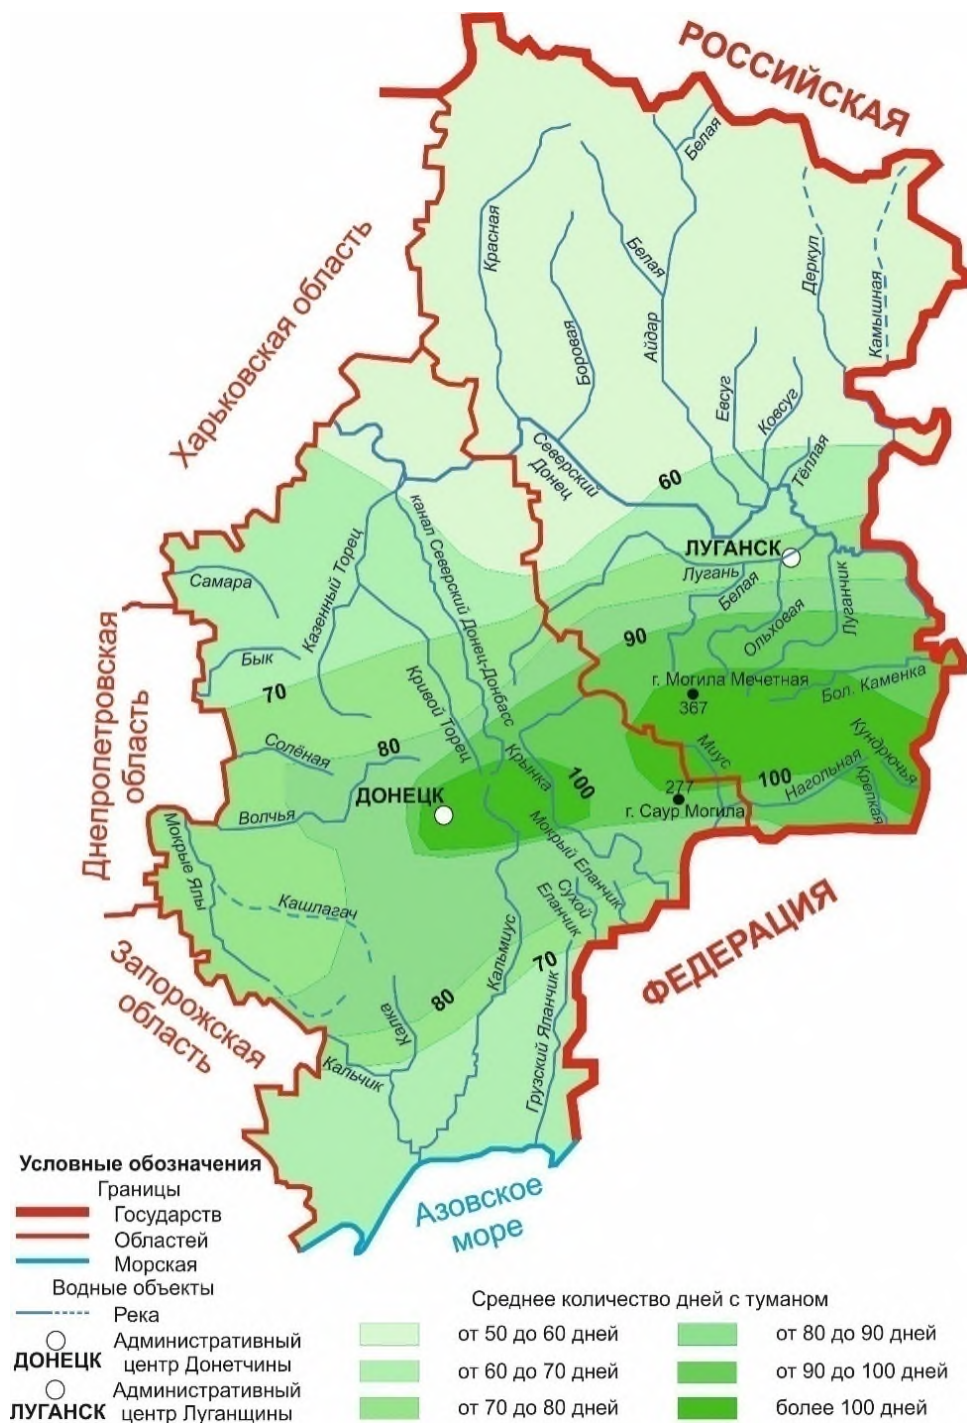 РОССИЙСКАЯ
Белая
Красная
Белая
Деркул
Камышная
Харьковская область
Боровая
Айдар
Евсуг
Ковсуг
Тёплая
Северский
Донец
60
канал Северский Донец-Донбасс
ЛУГАНСК
Казенный Торец
Самара
Лугань
Белая
Ольховая
Луганчик
Днепропетровская
область
Бык
90
70
Кривой Торец
г. Могила Мечетная
367
Бол. Каменка
Солёная
80
Крынка
Миус
Кундрючья
ДОНЕЦК
100
277
г. Саур Могила
100
Нагольная
Крепкая
Волчья
Мокрые Ялы
Мокрый Еланчик
Сухой
Еланчик
Кашлагач
ФЕДЕРАЦИЯ
Запорожская
область
Кальмиус
70
80
Капка
Кальчик
Грузский Яланчик
Азовское
море
Условные обозначения
Границы
Государств
Областей
Морская
Водные объекты
Река
ДОНЕЦК
Административный
центр Донетчины
ЛУГАНСК
Административный
центр Луганщины
Среднее количество дней с туманом
от 50 до 60 дней
от 60 до 70 дней
от 70 до 80 дней
от 80 до 90 дней
от 90 до 100 дней
более 100 дней